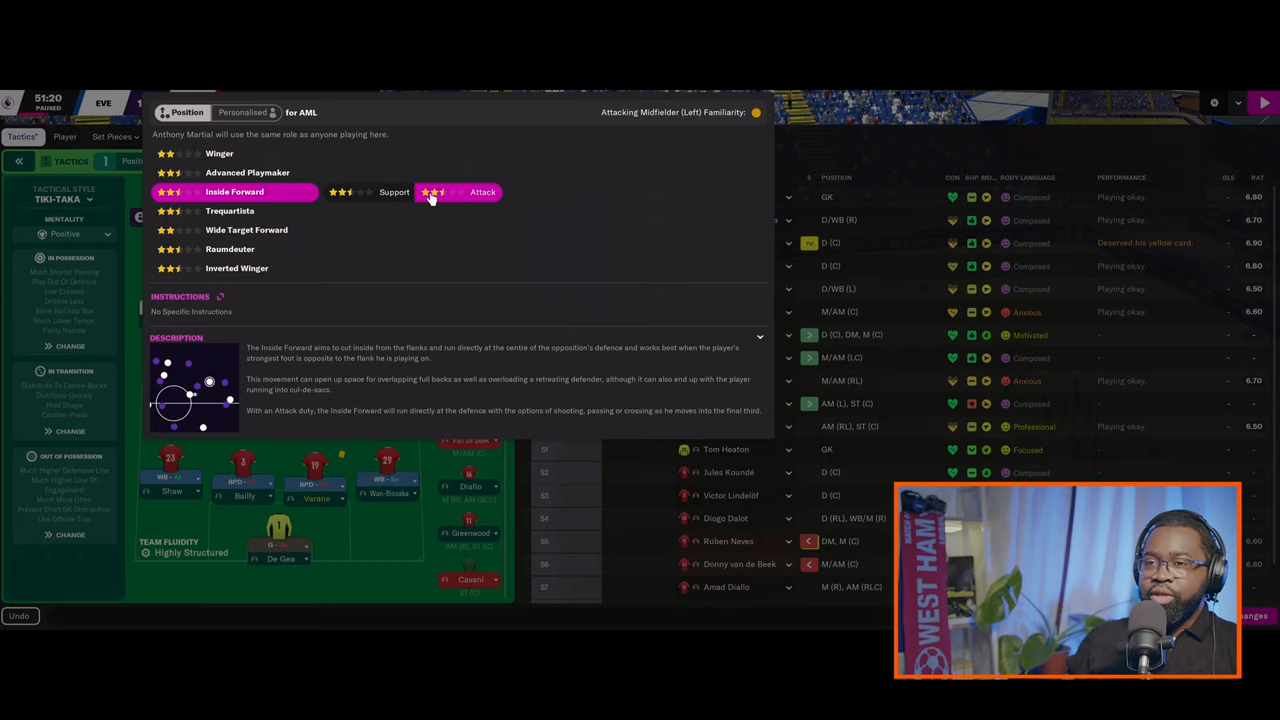 51:20
PAUSED
EVE
Position
Personalised
for AML
Attacking Midfielder (Left) Familiarity:
Anthony Martial will use the same role as anyone playing here.
Winger
Advanced Playmaker
Inside Forward
Support
Attack
Trequartista
Wide Target Forward
Raumdeuter
Inverted Winger
INSTRUCTIONS
No Specific Instructions
DESCRIPTION
The Inside Forward aims to cut inside from the flanks and run directly at the centre of the opposition's defence and works best when the player's
strongest foot is opposite to the flank he is playing on.
This movement can open up space for overlapping full backs as well as overloading a retreating defender, although it can also end up with the player
running into cul-de-sacs.
With an Attack duty, the Inside Forward will run directly at the defence with the options of shooting, passing or crossing as he moves into the final third.
Tactics*
Player
Set Pieces
TACTICS
1
TACTICAL STYLE
TIKI-TAKA
MENTALITY
Positive
IN POSSESSION
Much Shorter Passing
Play Out Of Defence
Low Crosses
Dribble Less
Work Ball Into Box
Much Lower Tempo
Fairly Narrow
CHANGE
IN TRANSITION
Distribute To Centre-Backs
Distribute Quickly
Hold Shape
Counter-Press
CHANGE
OUT OF POSSESSION
Much Higher Defensive Line
Much Higher Line Of
Engagement
Much More Often
Prevent Short GK Distribution
Use Offside Trap
CHANGE
23
WB
Shaw
3
BPD
Bailly
19
BPD
Varane
29
WB
Wan-Bissaka
1
De Gea
TEAM FLUIDITY
Highly Structured
Van de Beek
M/AM (C)
16
Diallo
M (R), AM (RLC)
11
Greenwood
AM (R), ST (C)
Cavani
ST (C)
S POSITION CON SHP MO... BODY LANGUAGE PERFORMANCE GLS RAT
GK Composed Playing okay. - 6.80
D/WB (R) Composed Playing okay. - 6.70
Yel D (C) Composed Deserved his yellow card. - 6.90
D (C) Composed Playing okay. - 6.80
D/WB (L) Composed Playing okay. - 6.50
M/AM (C) Anxious Playing okay. - 6.60
D (C), DM, M (C) Motivated -
M/AM (LC) Composed -
M/AM (RL) Anxious Playing okay. - 6.70
AM (L), ST (C) Composed -
AM (RL), ST (C) Professional Playing okay. - 6.50
S1 Tom Heaton GK Focused
S2 Jules Koundé D (C) Composed
S3 Victor Lindelöf D (C)
S4 Diogo Dalot D (RL), WB/M (R)
S5 Rúben Neves DM, M (C)
S6 Donny van de Beek M/AM (C)
S7 Amad Diallo M (R), AM (RLC)
Undo
WEST HAM